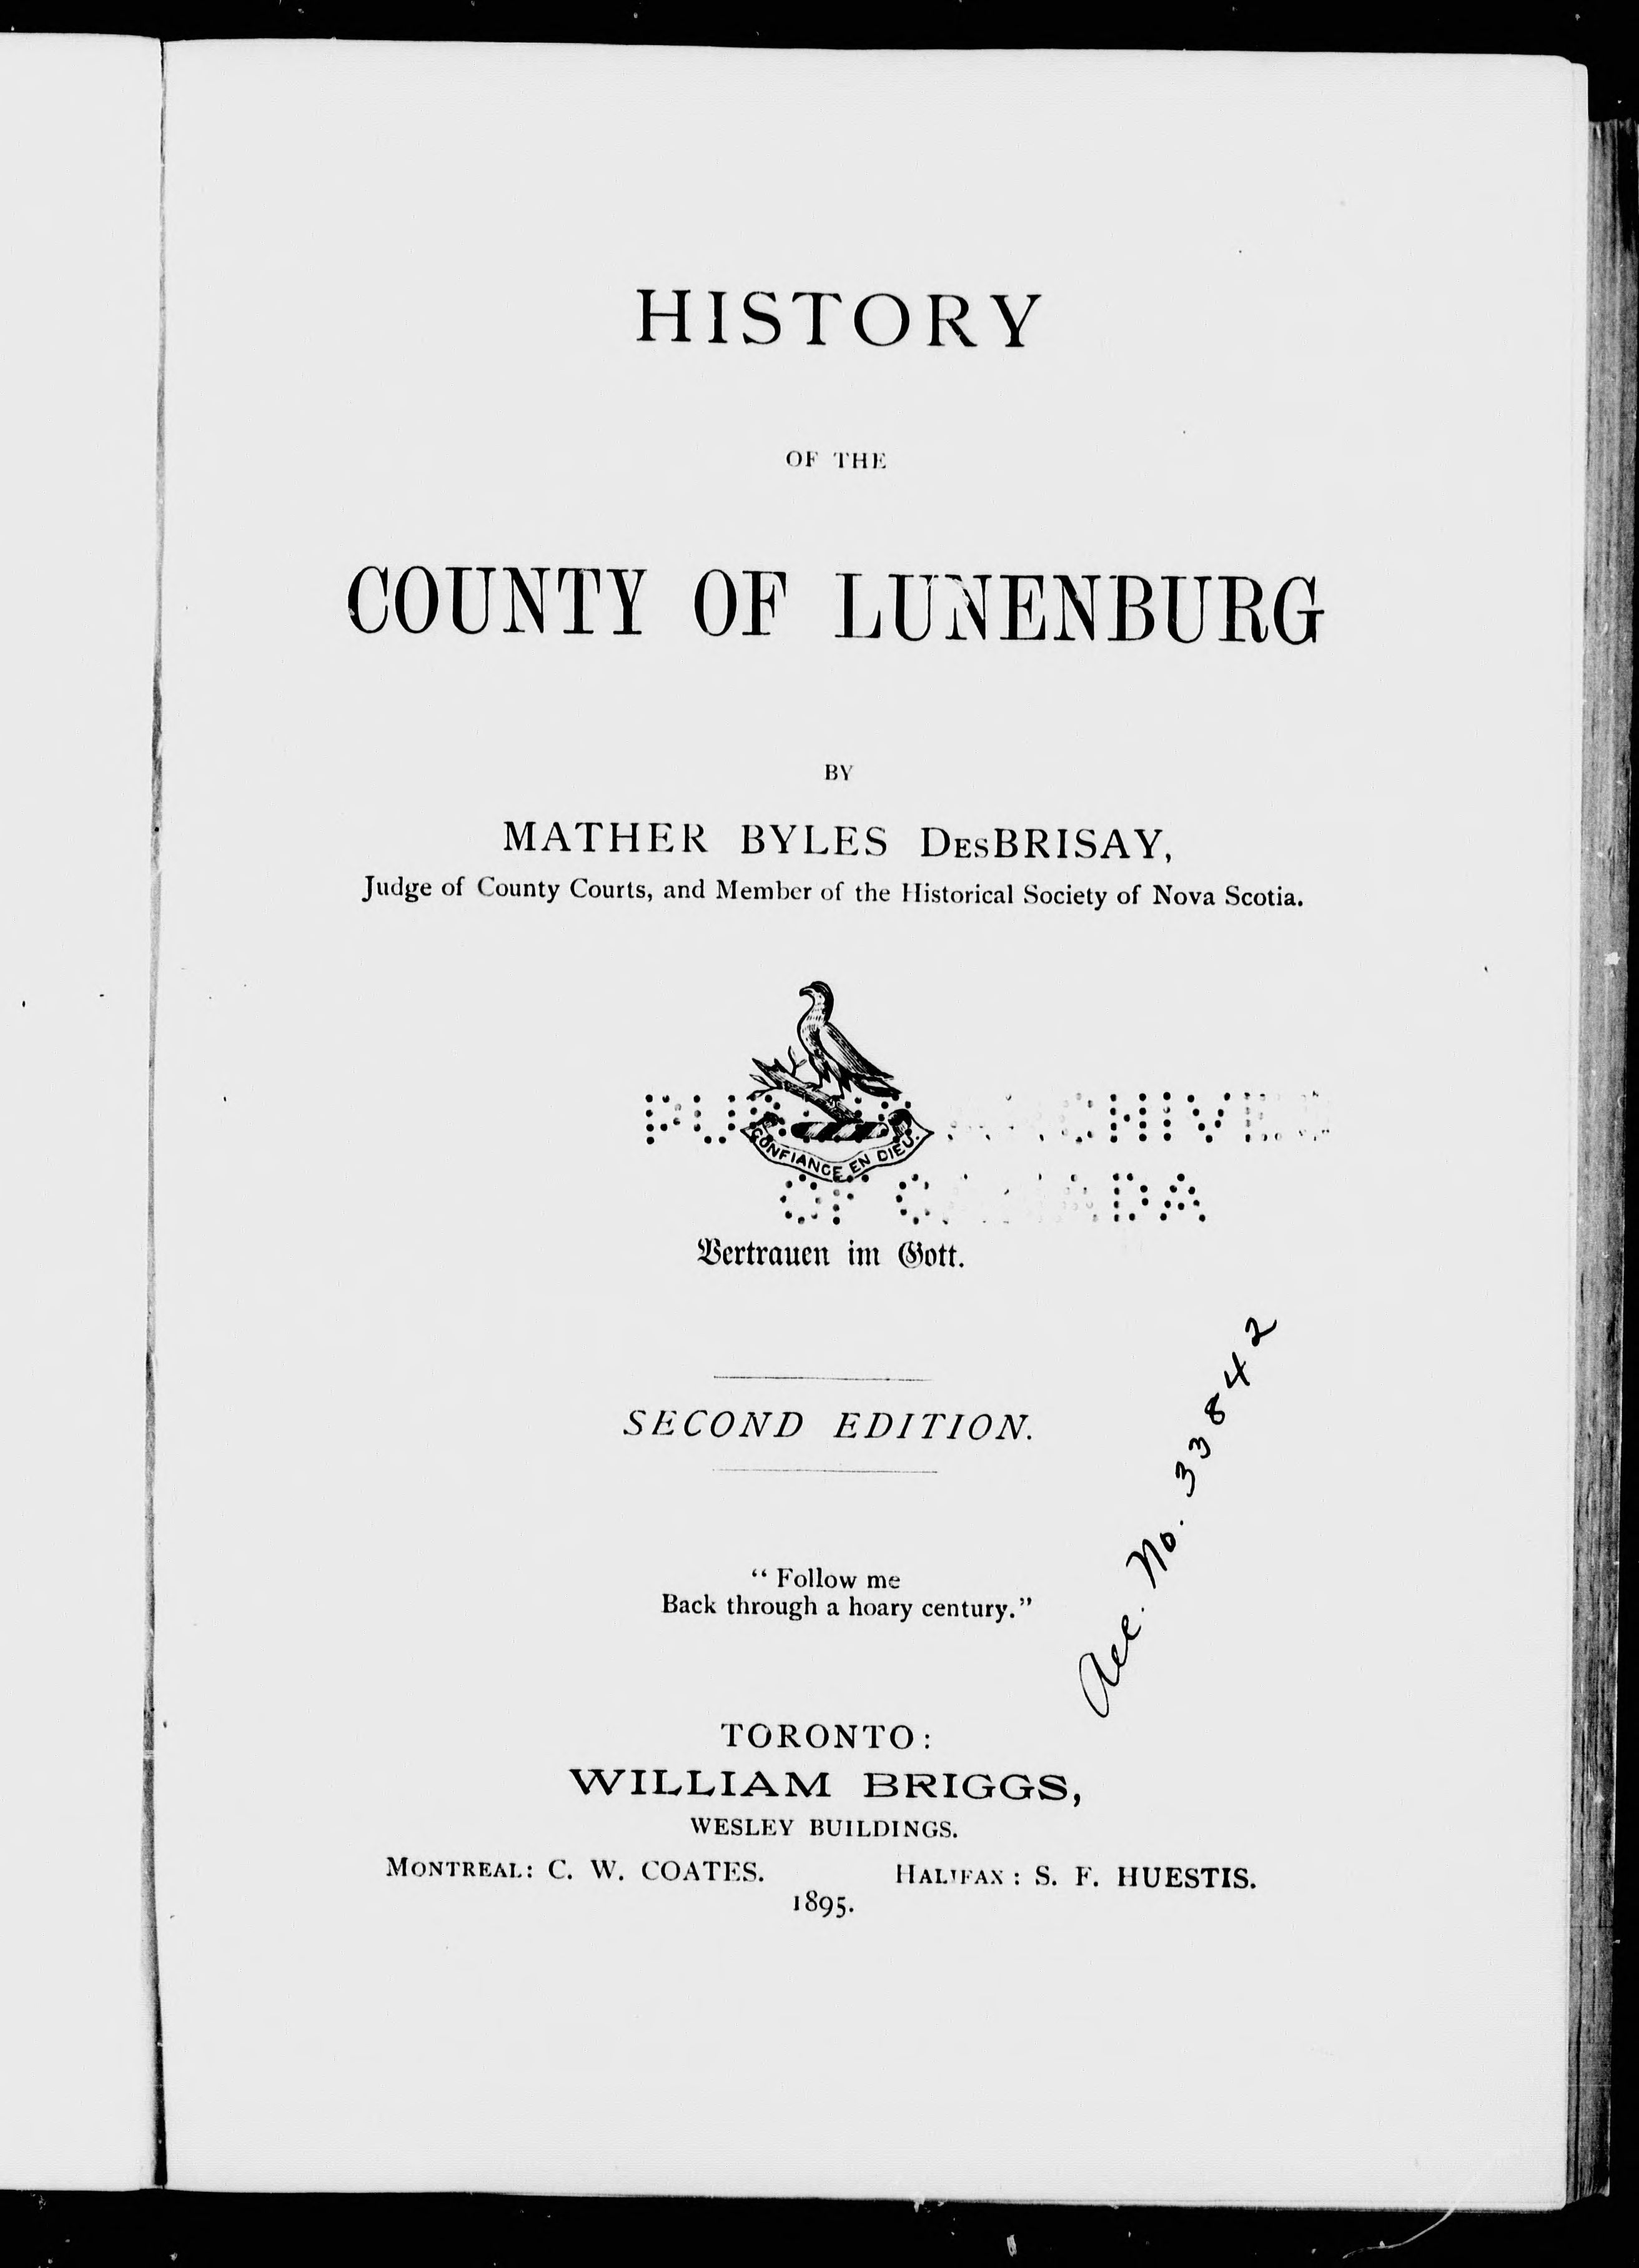 HISTORY
OF THE
COUNTY OF LUNENBURG
BY
MATHER BYLES DesBRISAY,
Judge of County Courts, and Member of the Historical Society of Nova Scotia.
CONFIANCE EN DIEU.
OF CANADA
Vertrauen im Gott.
SECOND EDITION.
" Follow me
Back through a hoary century."
Acc. No. 33842
TORONTO:
WILLIAM BRIGGS,
WESLEY BUILDINGS.
Montreal: C. W. COATES. Halifax: S. F. HUESTIS.
1895.